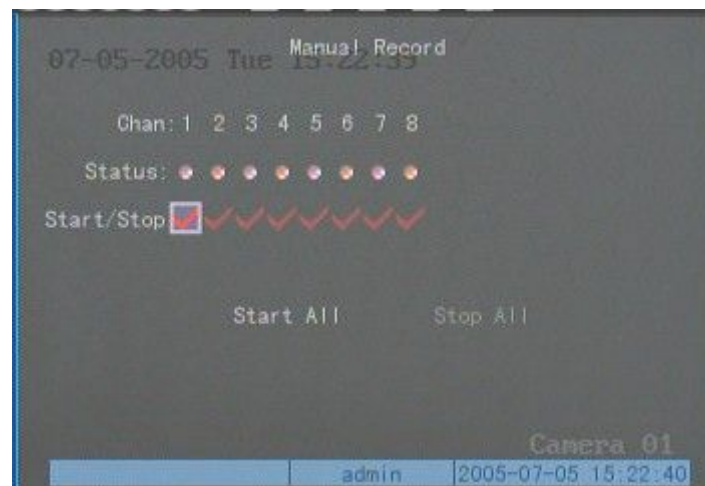 Manual Record
07-05-2005 Tue 15:22:39
Chan: 1 2 3 4 5 6 7 8
Status:
Start/Stop
Start All Stop All
Camera 01
admin 2005-07-05 15:22:40